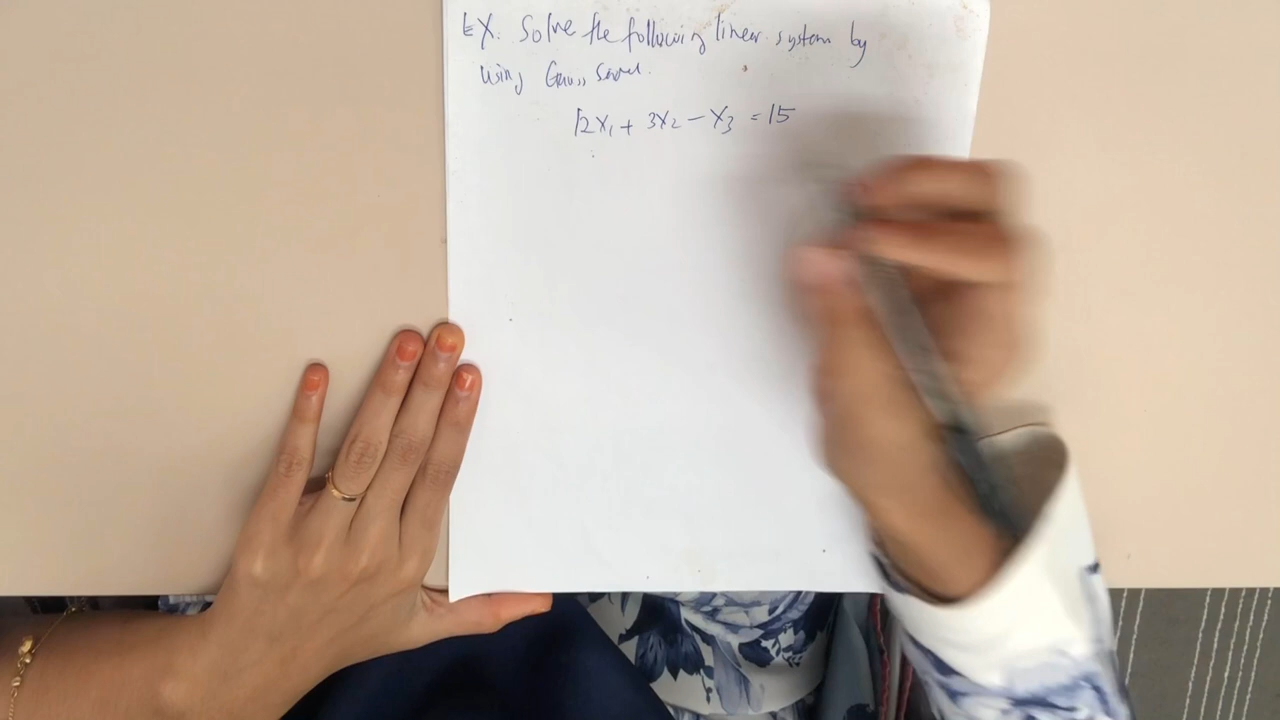 EX. Solve the following linear system by
using Gauss Seidel.
12x₁ + 3x₂ - x₃ = 15